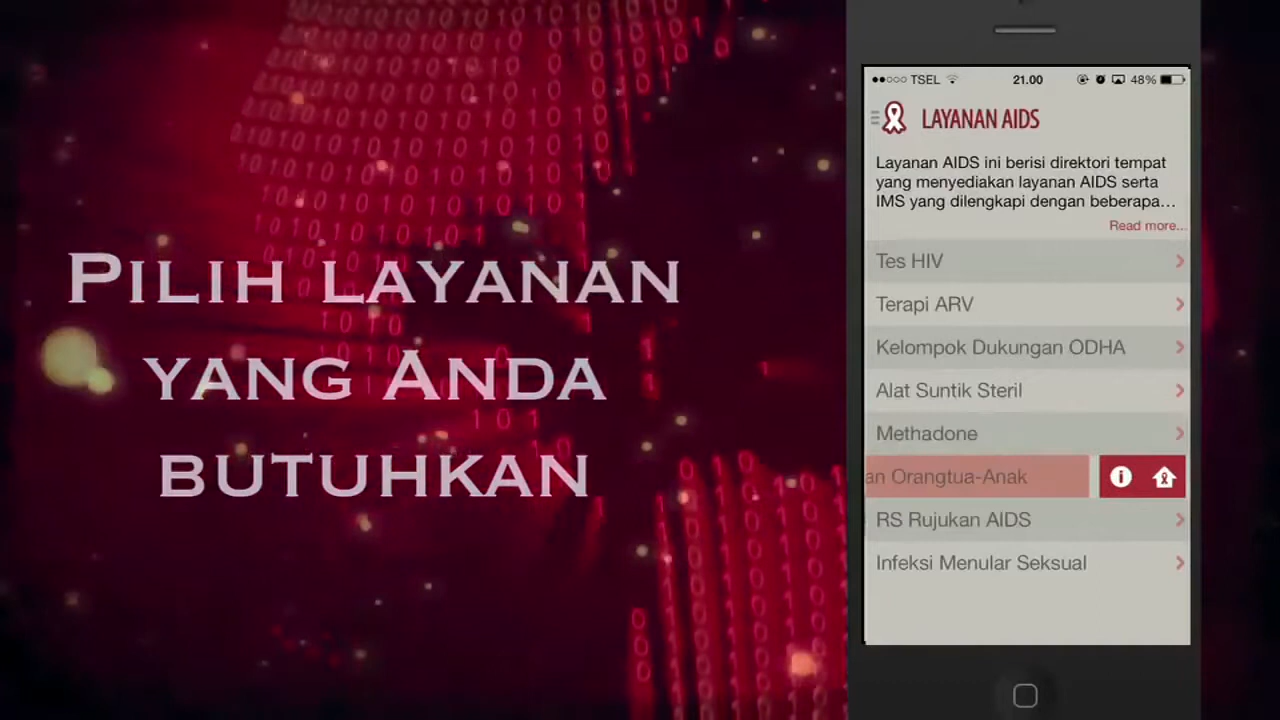 PILIH LAYANAN
YANG ANDA
BUTUHKAN
TSEL
21.00
48%
LAYANAN AIDS
Layanan AIDS ini berisi direktori tempat
yang menyediakan layanan AIDS serta
IMS yang dilengkapi dengan beberapa...
Read more...
Tes HIV
Terapi ARV
Kelompok Dukungan ODHA
Alat Suntik Steril
Methadone
an Orangtua-Anak
RS Rujukan AIDS
Infeksi Menular Seksual